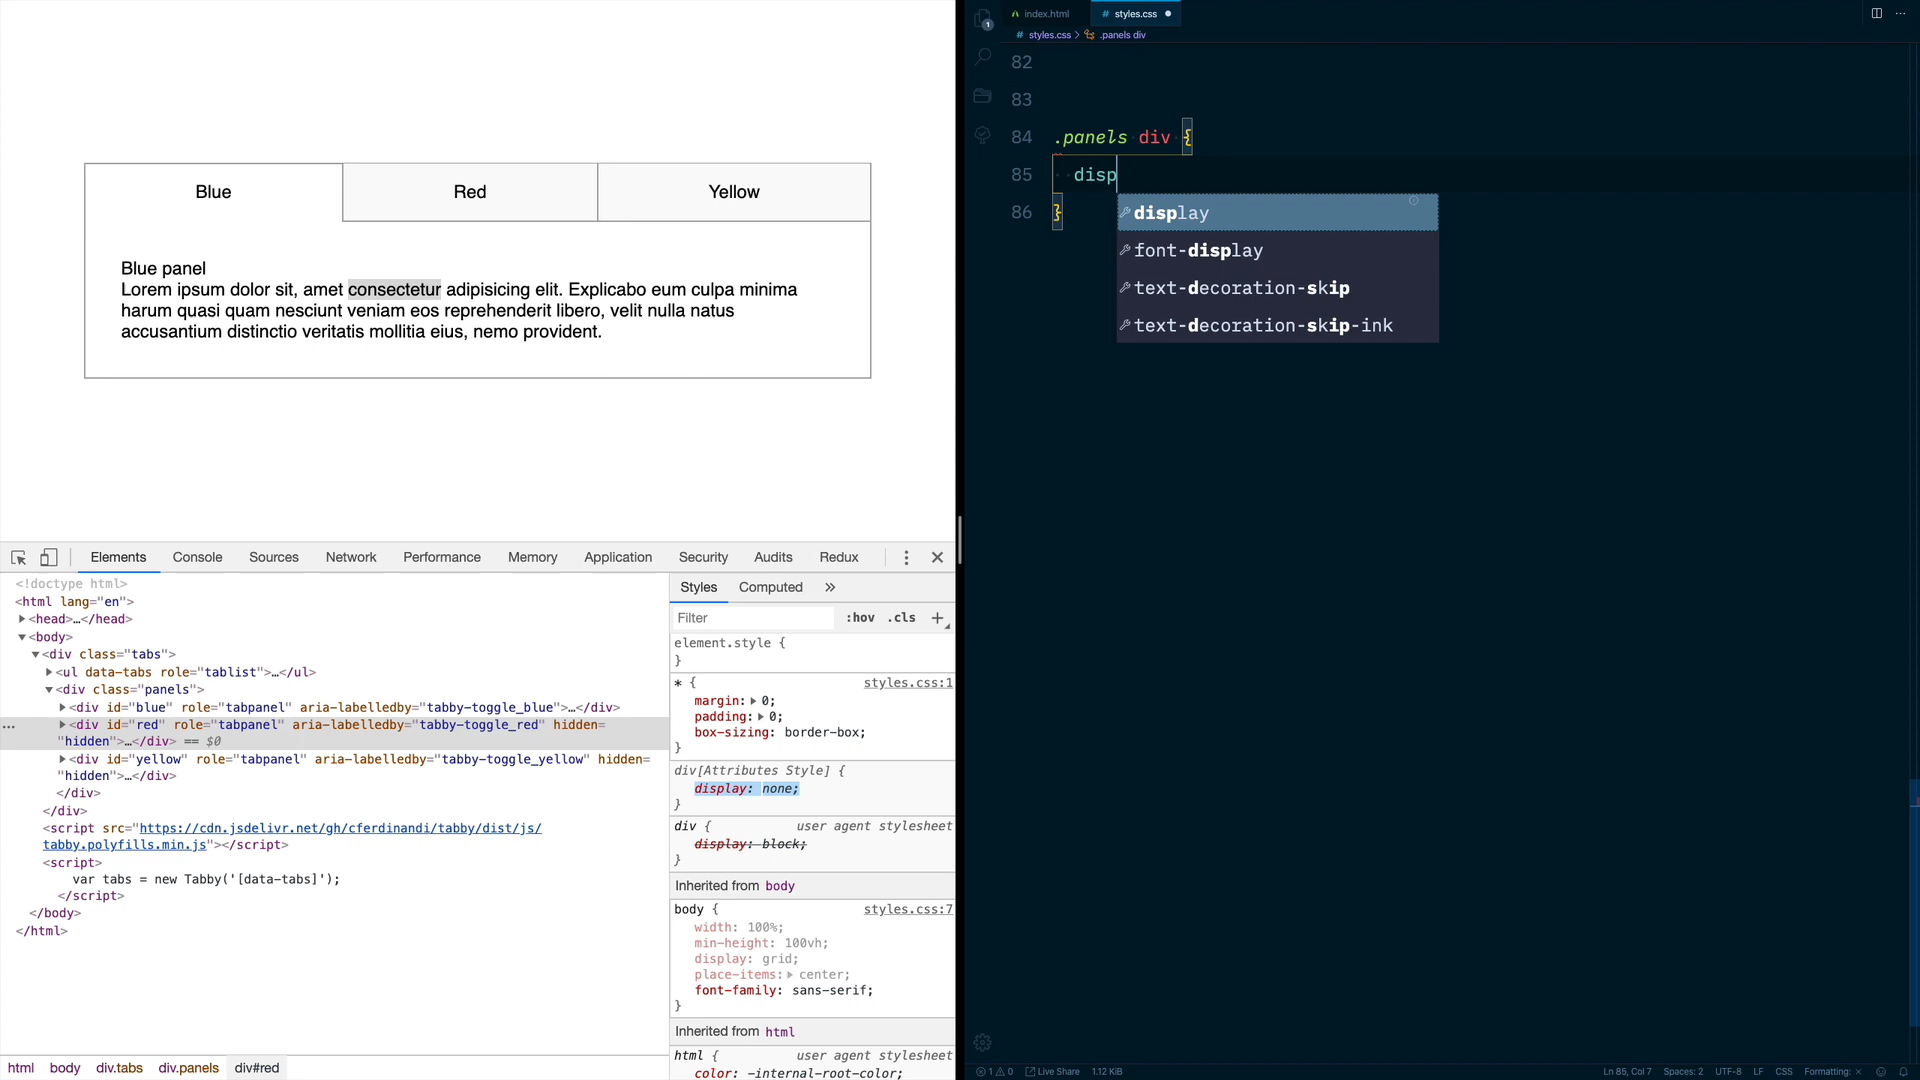 Blue
Red
Yellow
Blue panel
Lorem ipsum dolor sit, amet consectetur adipisicing elit. Explicabo eum culpa minima
harum quasi quam nesciunt veniam eos reprehenderit libero, velit nulla natus
accusantium distinctio veritatis mollitia eius, nemo provident.
Elements
Console
Sources
Network
Performance
Memory
Application
Security
Audits
Redux
<!doctype html>
<html lang="en">
<head>…</head>
<body>
<div class="tabs">
<ul data-tabs role="tablist">…</ul>
<div class="panels">
<div id="blue" role="tabpanel" aria-labelledby="tabby-toggle_blue">…</div>
<div id="red" role="tabpanel" aria-labelledby="tabby-toggle_red" hidden=
"hidden">…</div> == $0
<div id="yellow" role="tabpanel" aria-labelledby="tabby-toggle_yellow" hidden=
"hidden">…</div>
</div>
</div>
<script src="https://cdn.jsdelivr.net/gh/cferdinandi/tabby/dist/js/
tabby.polyfills.min.js"></script>
<script>
var tabs = new Tabby('[data-tabs]');
</script>
</body>
</html>
html
body
div.tabs
div.panels
div#red
Styles
Computed
Filter
:hov
.cls
element.style {
}
* {
styles.css:1
margin: 0;
padding: 0;
box-sizing: border-box;
}
div[Attributes Style] {
display: none;
}
div {
user agent stylesheet
display: block;
}
Inherited from body
body {
styles.css:7
width: 100%;
min-height: 100vh;
display: grid;
place-items: center;
font-family: sans-serif;
}
Inherited from html
html {
user agent stylesheet
color: -internal-root-color;
1
index.html
# styles.css
# styles.css > .panels div
82
83
84 .panels div {
85 disp
86 }
display
font-display
text-decoration-skip
text-decoration-skip-ink
1 0
Live Share
1.12 KiB
Ln 85, Col 7
Spaces: 2
UTF-8
LF
CSS
Formatting: ×